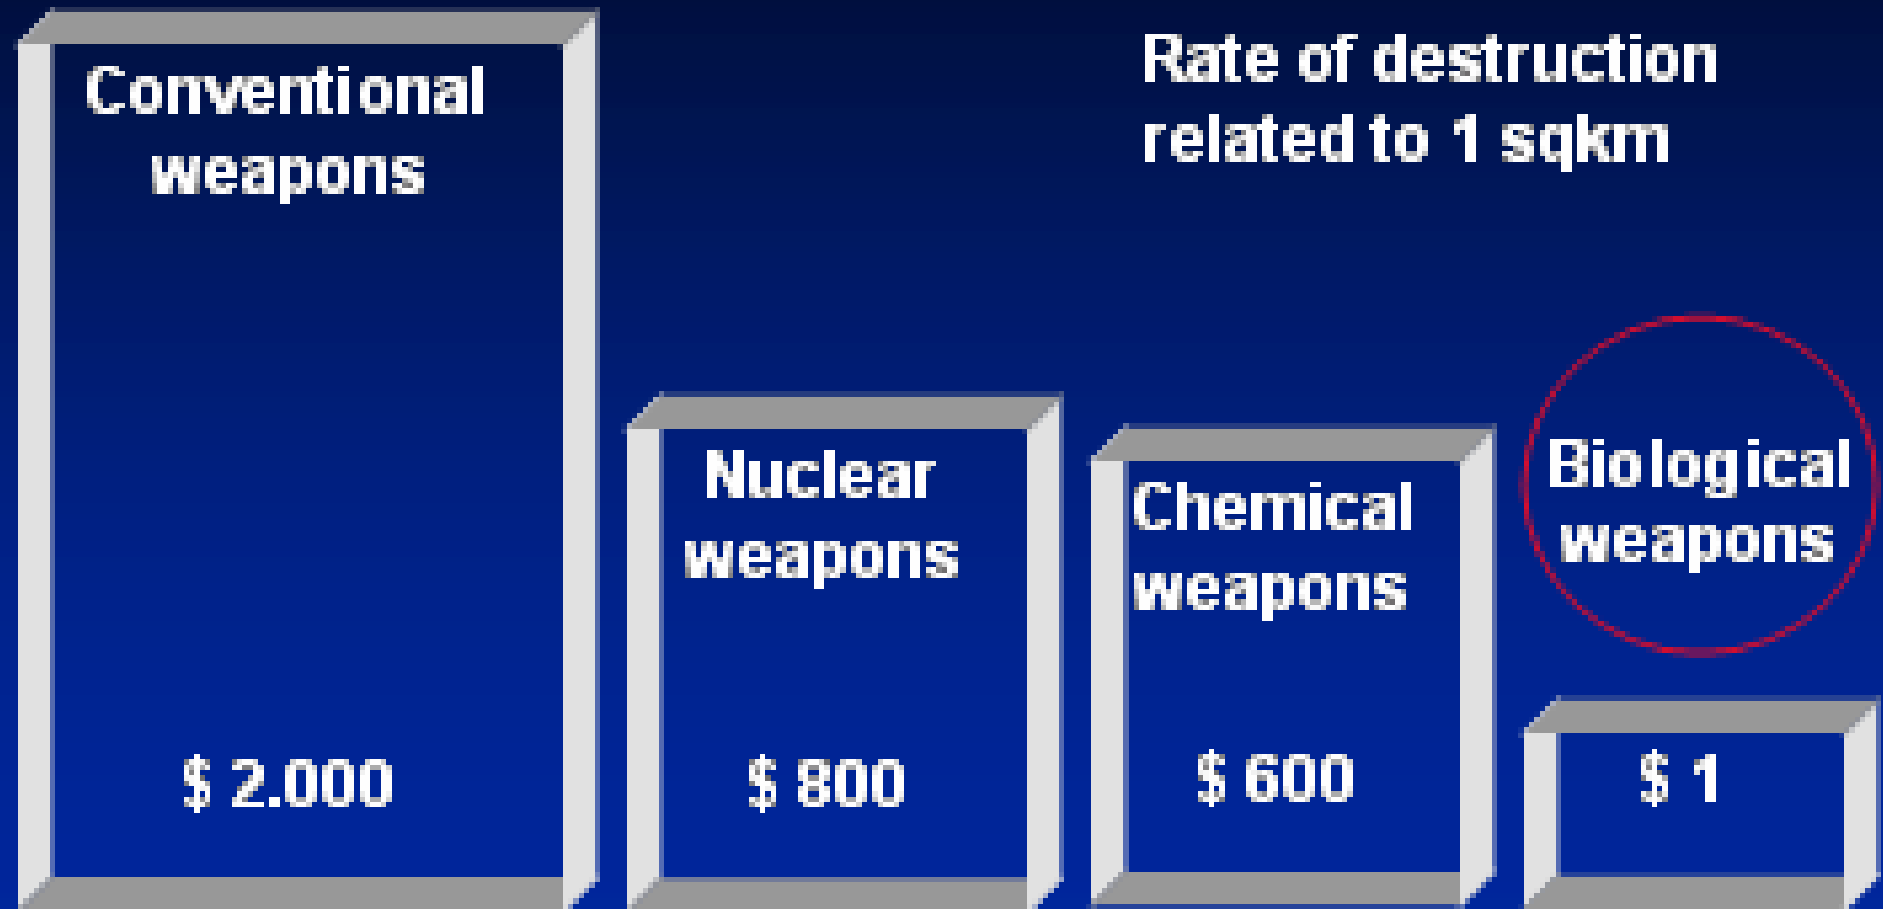 Rate of destruction
related to 1 sqkm
Conventional
weapons
$ 2.000
Nuclear
weapons
$ 800
Chemical
weapons
$ 600
Biological
weapons
$ 1